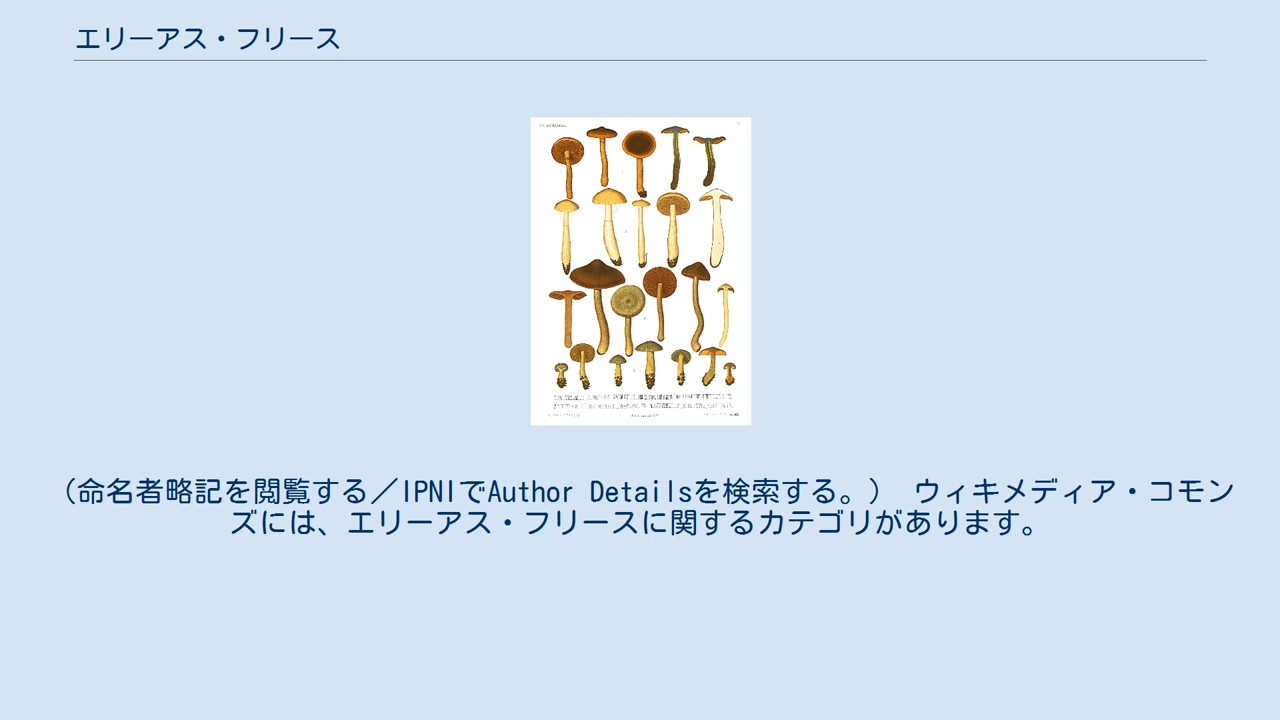 エリーアス・フリース
（命名者略記を閲覧する／IPNIでAuthor Detailsを検索する。） ウィキメディア・コモン
ズには、エリーアス・フリースに関するカテゴリがあります。